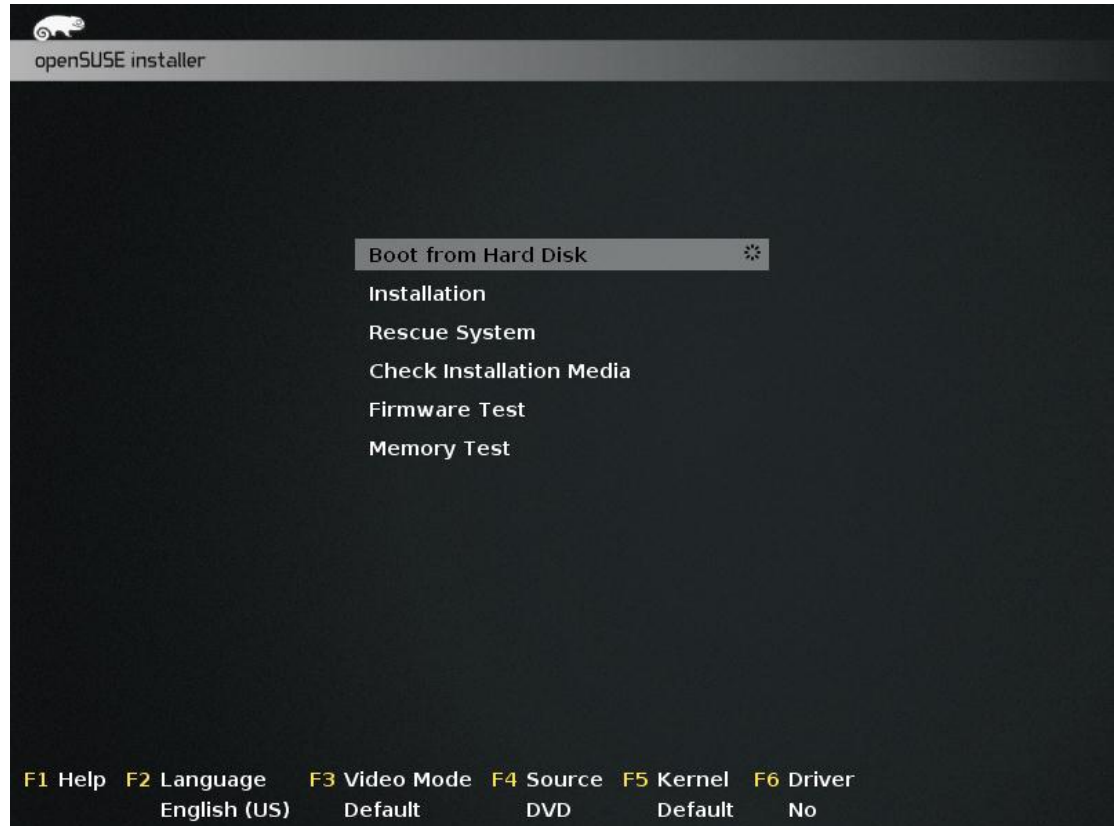 openSUSE installer
Boot from Hard Disk
Installation
Rescue System
Check Installation Media
Firmware Test
Memory Test
F1 Help F2 Language F3 Video Mode F4 Source F5 Kernel F6 Driver
English (US) Default DVD Default No